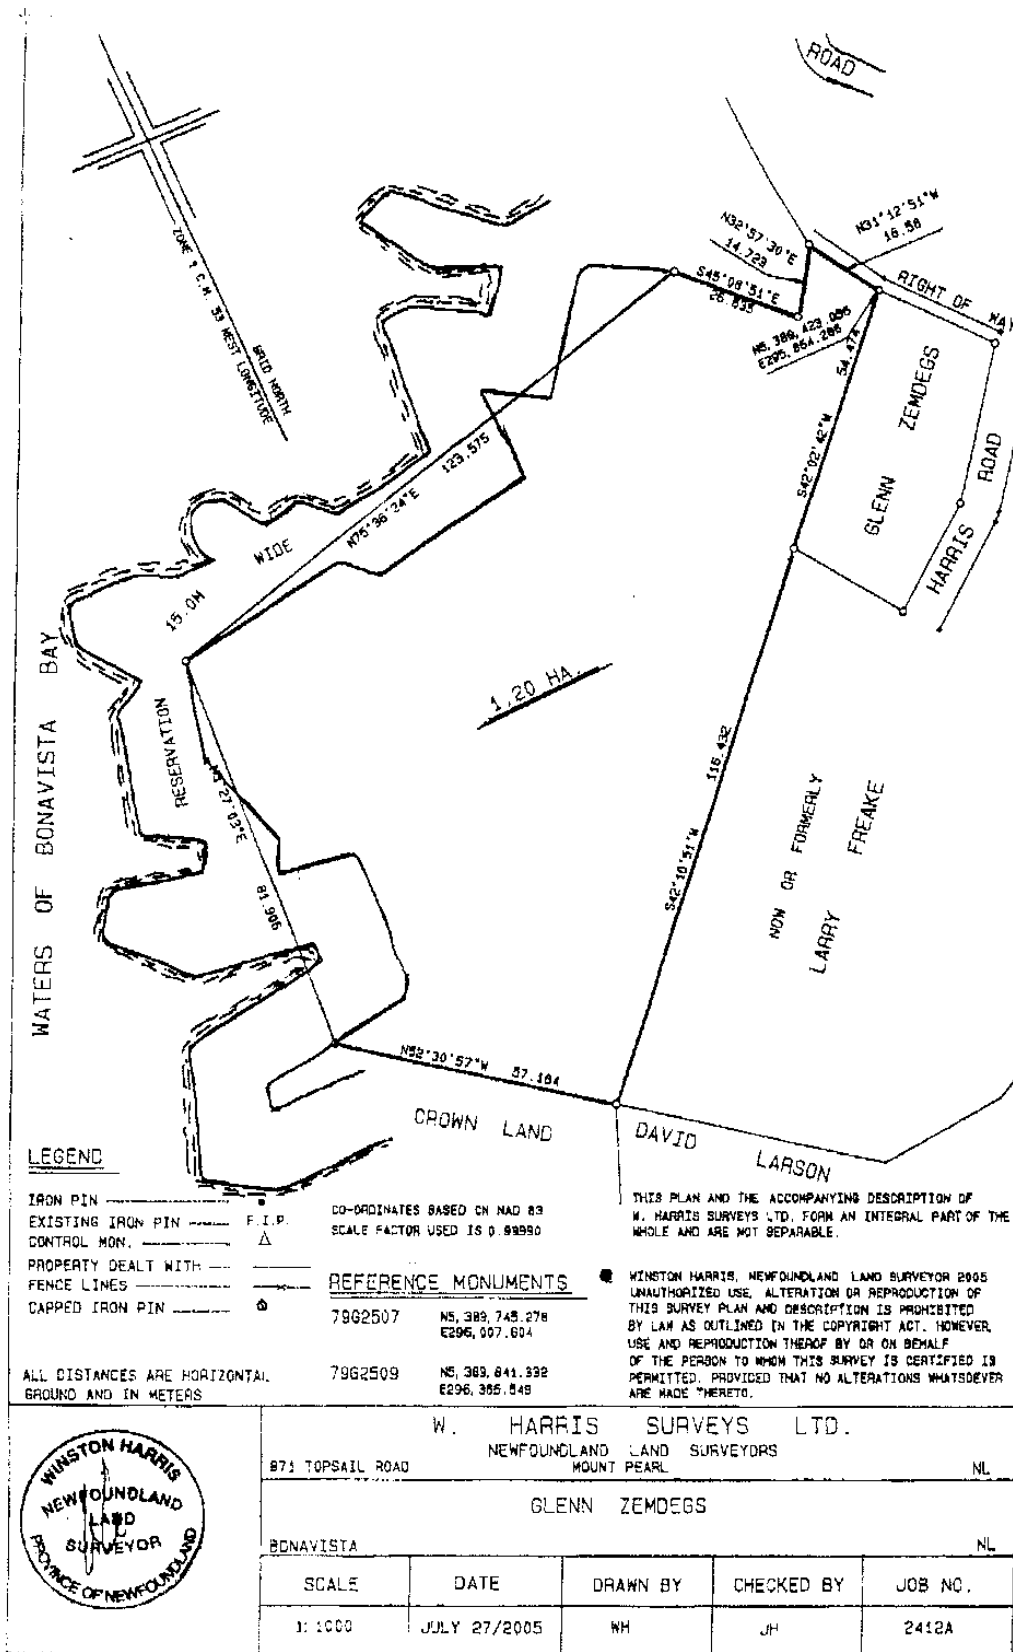 ROAD
N31°12'51"W
16.58
N32°57'30"E
14.723
RIGHT OF WAY
S45°08'51"E
26.835
N5,389,423.096
E295,854.286
54.474
S42°02'42"W
GLENN ZEMDEGS
HARRIS ROAD
ZONE 1 C.M. 53 WEST LONGITUDE
GRID NORTH
123.575
N75°36'24"E
15.0M WIDE
RESERVATION
WATERS OF BONAVISTA BAY
1.20 HA.
N3°27'03"E
81.906
116.432
S42°10'51"W
NOW OR FORMERLY
LARRY FREAKE
N52°30'57"W 57.164
CROWN LAND
DAVID LARSON
LEGEND
IRON PIN
EXISTING IRON PIN F.I.P.
CONTROL MON.
PROPERTY DEALT WITH
FENCE LINES
CAPPED IRON PIN
ALL DISTANCES ARE HORIZONTAL
GROUND AND IN METERS
CO-ORDINATES BASED ON NAD 83
SCALE FACTOR USED IS 0.99990
REFERENCE MONUMENTS
79G2507 N5,389,745.278
E296,007.604
79G2509 N5,389,841.332
E296,365.549
THIS PLAN AND THE ACCOMPANYING DESCRIPTION OF
W. HARRIS SURVEYS LTD. FORM AN INTEGRAL PART OF THE
WHOLE AND ARE NOT SEPARABLE.
WINSTON HARRIS, NEWFOUNDLAND LAND SURVEYOR 2005
UNAUTHORIZED USE, ALTERATION OR REPRODUCTION OF
THIS SURVEY PLAN AND DESCRIPTION IS PROHIBITED
BY LAW AS OUTLINED IN THE COPYRIGHT ACT. HOWEVER,
USE AND REPRODUCTION THEROF BY OR ON BEHALF
OF THE PERSON TO WHOM THIS SURVEY IS CERTIFIED IS
PERMITTED. PROVIDED THAT NO ALTERATIONS WHATSOEVER
ARE MADE THERETO.
WINSTON HARRIS
NEWFOUNDLAND
LAND
SURVEYOR
PROVINCE OF NEWFOUNDLAND
W. HARRIS SURVEYS LTD.
NEWFOUNDLAND LAND SURVEYORS
871 TOPSAIL ROAD MOUNT PEARL NL
GLENN ZEMDEGS
BONAVISTA NL
SCALE DATE DRAWN BY CHECKED BY JOB NO.
1:1000 JULY 27/2005 WH JH 2412A